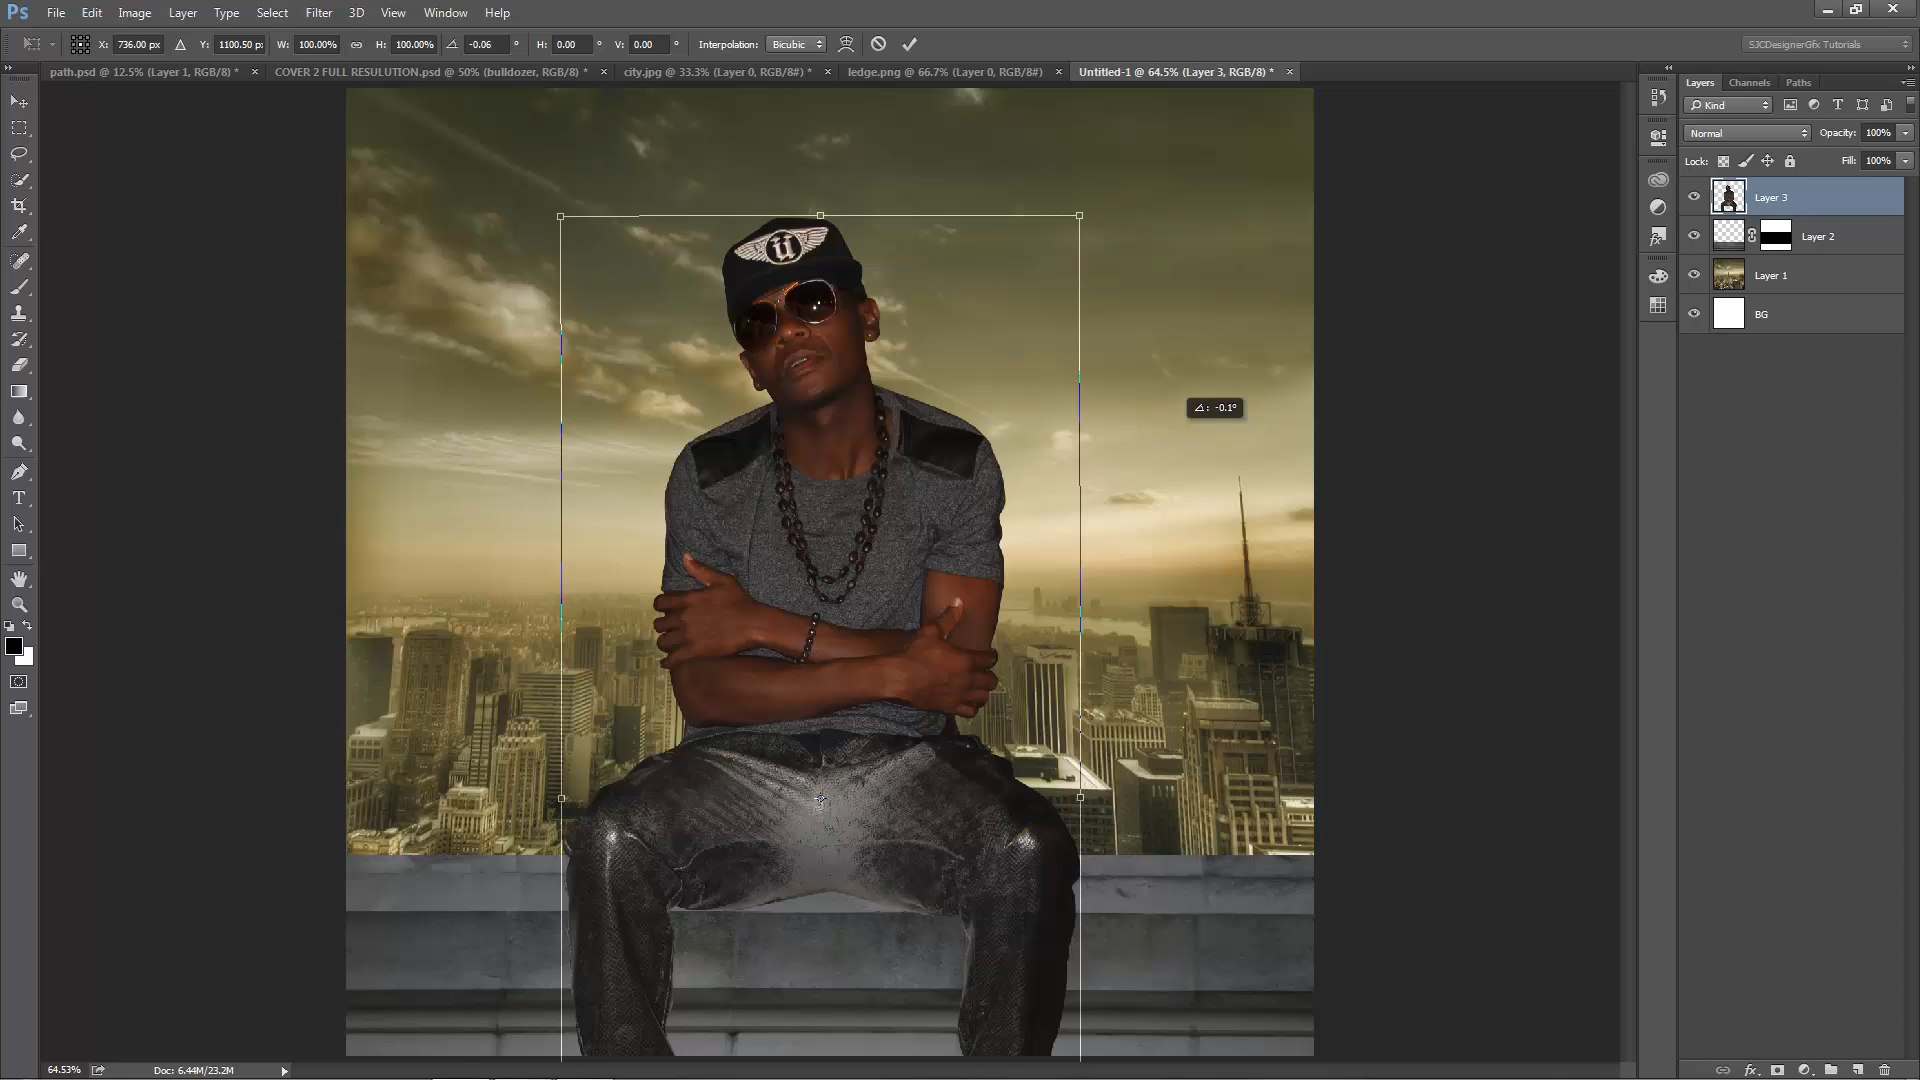 Ps File Edit Image Layer Type Select Filter 3D View Window Help
X: 736.00 px Y: 1100.50 px W: 100.00% H: 100.00% -0.06 ° H: 0.00 ° V: 0.00 ° Interpolation: Bicubic SJCDesignerGfx Tutorials
path.psd @ 12.5% (Layer 1, RGB/8) * × COVER 2 FULL RESULUTION.psd @ 50% (bulldozer, RGB/8) * × city.jpg @ 33.3% (Layer 0, RGB/8#) * × ledge.png @ 66.7% (Layer 0, RGB/8#) × Untitled-1 @ 64.5% (Layer 3, RGB/8) * ×
Layers Channels Paths
Kind
Normal Opacity: 100%
Lock: Fill: 100%
Layer 3
Layer 2
Layer 1
BG
ü
: -0.1°
64.53% Doc: 6.44M/23.2M